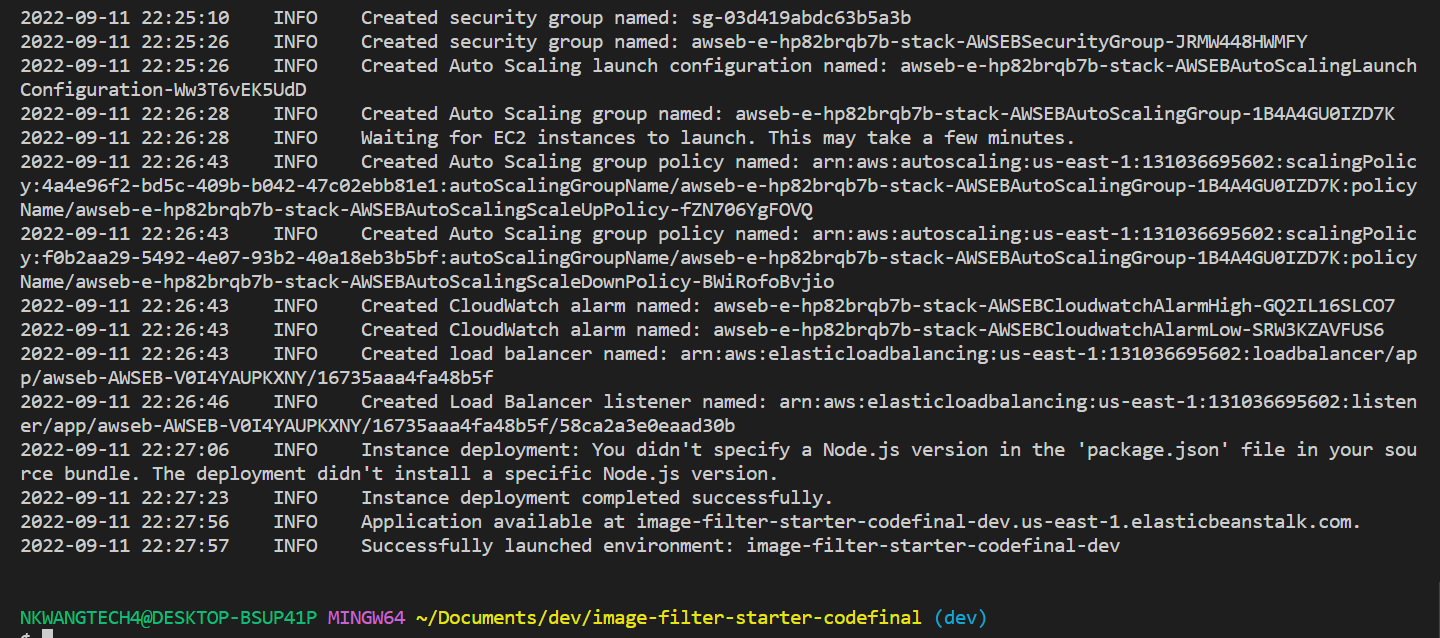 2022-09-11 22:25:10    INFO    Created security group named: sg-03d419abdc63b5a3b
2022-09-11 22:25:26    INFO    Created security group named: awseb-e-hp82brqb7b-stack-AWSEBSecurityGroup-JRMW448HWMFY
2022-09-11 22:25:26    INFO    Created Auto Scaling launch configuration named: awseb-e-hp82brqb7b-stack-AWSEBAutoScalingLaunch
Configuration-Ww3T6vEK5UdD
2022-09-11 22:26:28    INFO    Created Auto Scaling group named: awseb-e-hp82brqb7b-stack-AWSEBAutoScalingGroup-1B4A4GU0IZD7K
2022-09-11 22:26:28    INFO    Waiting for EC2 instances to launch. This may take a few minutes.
2022-09-11 22:26:43    INFO    Created Auto Scaling group policy named: arn:aws:autoscaling:us-east-1:131036695602:scalingPolic
y:4a4e96f2-bd5c-409b-b042-47c02ebb81e1:autoScalingGroupName/awseb-e-hp82brqb7b-stack-AWSEBAutoScalingGroup-1B4A4GU0IZD7K:policy
Name/awseb-e-hp82brqb7b-stack-AWSEBAutoScalingScaleUpPolicy-fZN706YgFOVQ
2022-09-11 22:26:43    INFO    Created Auto Scaling group policy named: arn:aws:autoscaling:us-east-1:131036695602:scalingPolic
y:f0b2aa29-5492-4e07-93b2-40a18eb3b5bf:autoScalingGroupName/awseb-e-hp82brqb7b-stack-AWSEBAutoScalingGroup-1B4A4GU0IZD7K:policy
Name/awseb-e-hp82brqb7b-stack-AWSEBAutoScalingScaleDownPolicy-BWiRofoBvjio
2022-09-11 22:26:43    INFO    Created CloudWatch alarm named: awseb-e-hp82brqb7b-stack-AWSEBCloudwatchAlarmHigh-GQ2IL16SLCO7
2022-09-11 22:26:43    INFO    Created CloudWatch alarm named: awseb-e-hp82brqb7b-stack-AWSEBCloudwatchAlarmLow-SRW3KZAVFUS6
2022-09-11 22:26:43    INFO    Created load balancer named: arn:aws:elasticloadbalancing:us-east-1:131036695602:loadbalancer/ap
p/awseb-AWSEB-V0I4YAUPKXNY/16735aaa4fa48b5f
2022-09-11 22:26:46    INFO    Created Load Balancer listener named: arn:aws:elasticloadbalancing:us-east-1:131036695602:listen
er/app/awseb-AWSEB-V0I4YAUPKXNY/16735aaa4fa48b5f/58ca2a3e0eaad30b
2022-09-11 22:27:06    INFO    Instance deployment: You didn't specify a Node.js version in the 'package.json' file in your sou
rce bundle. The deployment didn't install a specific Node.js version.
2022-09-11 22:27:23    INFO    Instance deployment completed successfully.
2022-09-11 22:27:56    INFO    Application available at image-filter-starter-codefinal-dev.us-east-1.elasticbeanstalk.com.
2022-09-11 22:27:57    INFO    Successfully launched environment: image-filter-starter-codefinal-dev
NKWANGTECH4@DESKTOP-BSUP41P MINGW64 ~/Documents/dev/image-filter-starter-codefinal (dev)
$